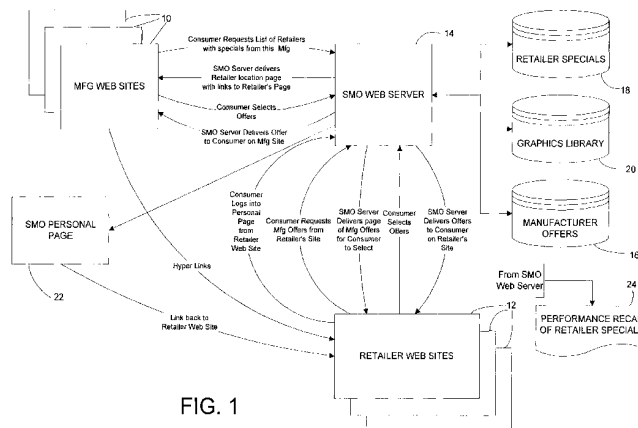 10
Consumer Requests List of Retailers
with specials from this Mfg
14
SMO Server delivers
Retailer location page
with links to Retailer's Page
MFG WEB SITES
SMO WEB SERVER
RETAILER SPECIALS
18
Consumer Selects
Offers
SMO Server Delivers Offer
to Consumer on Mfg Site
GRAPHICS LIBRARY
20
Consumer
Logs into
Personal
Page
from
Retailer
Web Site
Consumer Requests
Mfg Offers from
Retailer's Site
SMO Server
Delivers page
of Mfg Offers
for Consumer
to Select
Consumer
Selects
Offers
SMO Server
Delivers Offers
to Consumer
on Retailer's
Site
MANUFACTURER
OFFERS
16
SMO PERSONAL
PAGE
22
Hyper Links
Link back to
Retailer Web Site
From SMO
Web Server
24
PERFORMANCE RECA
OF RETAILER SPECIAL
12
RETAILER WEB SITES
FIG. 1